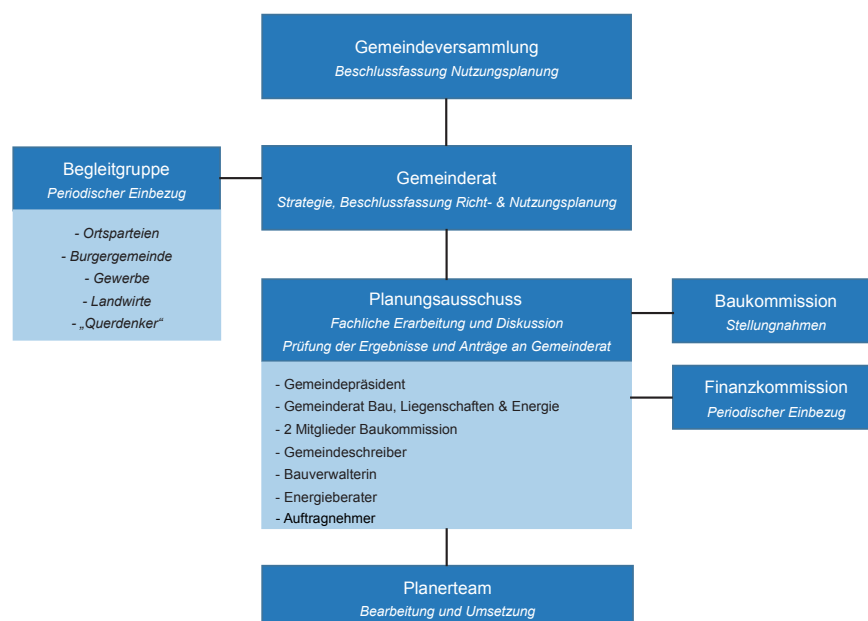 Gemeindeversammlung
Beschlussfassung Nutzungsplanung
Begleitgruppe
Periodischer Einbezug
- Ortsparteien
- Burgergemeinde
- Gewerbe
- Landwirte
- „Querdenker“
Gemeinderat
Strategie, Beschlussfassung Richt- & Nutzungsplanung
Planungsausschuss
Fachliche Erarbeitung und Diskussion
Prüfung der Ergebnisse und Anträge an Gemeinderat
- Gemeindepräsident
- Gemeinderat Bau, Liegenschaften & Energie
- 2 Mitglieder Baukommission
- Gemeindeschreiber
- Bauverwalterin
- Energieberater
- Auftragnehmer
Baukommission
Stellungnahmen
Finanzkommission
Periodischer Einbezug
Planerteam
Bearbeitung und Umsetzung